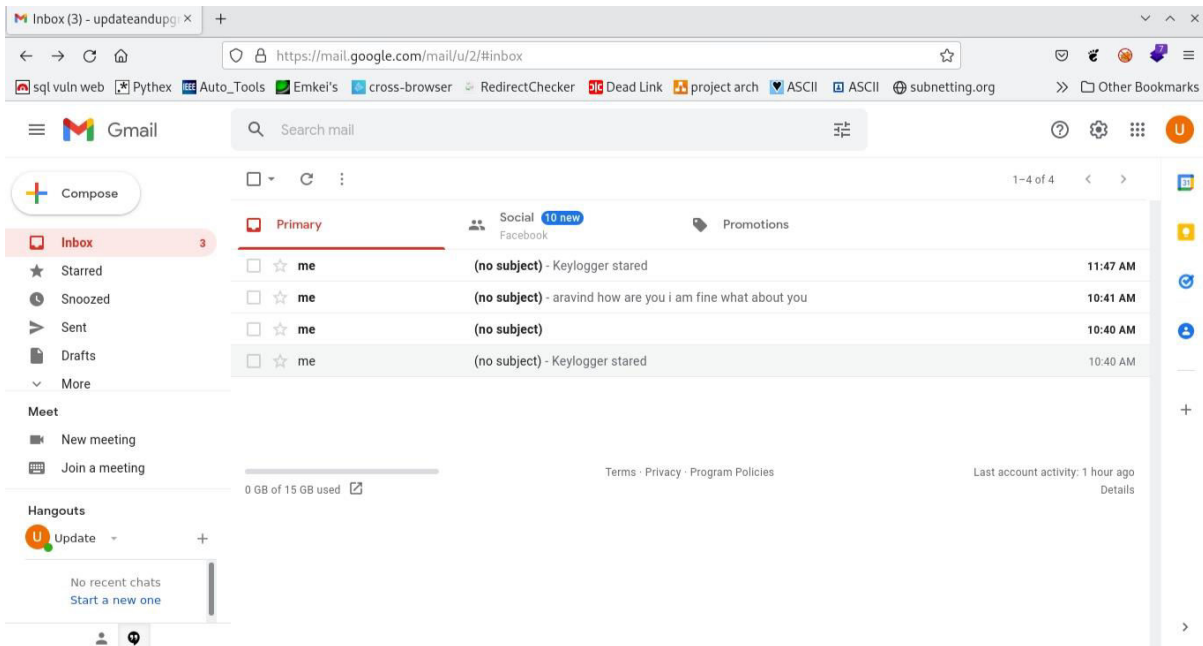 Inbox (3) - updateandupgr
https://mail.google.com/mail/u/2/#inbox
7
sql vuln web Pythex IEEE Auto_Tools Emkei's cross-browser RedirectChecker Dead Link project arch ASCII ASCII subnetting.org Other Bookmarks
Gmail Search mail U
Compose
1–4 of 4
31
Primary Social 10 new Promotions
Facebook
Inbox 3
me (no subject) - Keylogger stared 11:47 AM
Starred
me (no subject) - aravind how are you i am fine what about you 10:41 AM
Snoozed
me (no subject) 10:40 AM
Sent
me (no subject) - Keylogger stared 10:40 AM
Drafts
More
Meet
New meeting
Join a meeting
0 GB of 15 GB used
Terms · Privacy · Program Policies
Last account activity: 1 hour ago
Details
Hangouts
U Update
No recent chats
Start a new one